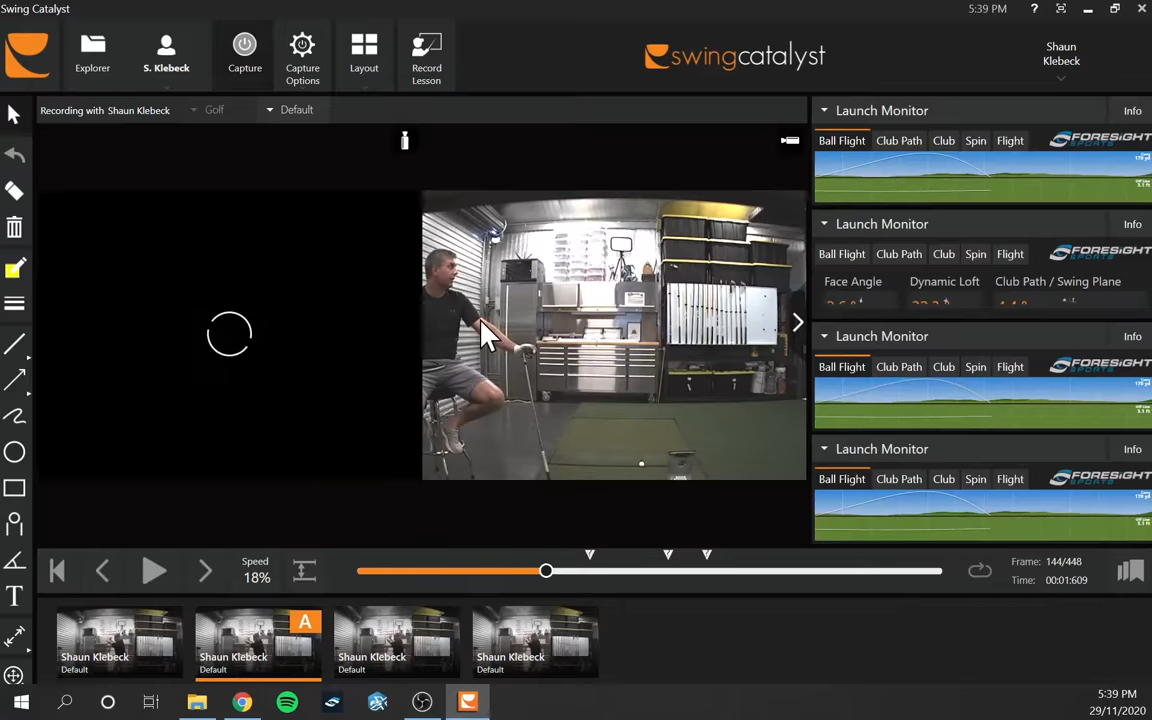 Swing Catalyst
5:39 PM
?
Explorer
S. Klebeck
Capture
Capture
Options
Layout
Record
Lesson
swingcatalyst
Shaun
Klebeck
Recording with Shaun Klebeck
Golf
Default
Launch Monitor
Info
Ball Flight
Club Path
Club
Spin
Flight
FORESIGHT
SPORTS
Launch Monitor
Info
Ball Flight
Club Path
Club
Spin
Flight
FORESIGHT
SPORTS
Face Angle
Dynamic Loft
Club Path / Swing Plane
Launch Monitor
Info
Ball Flight
Club Path
Club
Spin
Flight
FORESIGHT
SPORTS
Launch Monitor
Info
Ball Flight
Club Path
Club
Spin
Flight
FORESIGHT
SPORTS
T
Speed
18%
Frame: 144/448
Time: 00:01:609
Shaun Klebeck
Default
A
Shaun Klebeck
Default
Shaun Klebeck
Default
Shaun Klebeck
Default
5:39 PM
29/11/2020